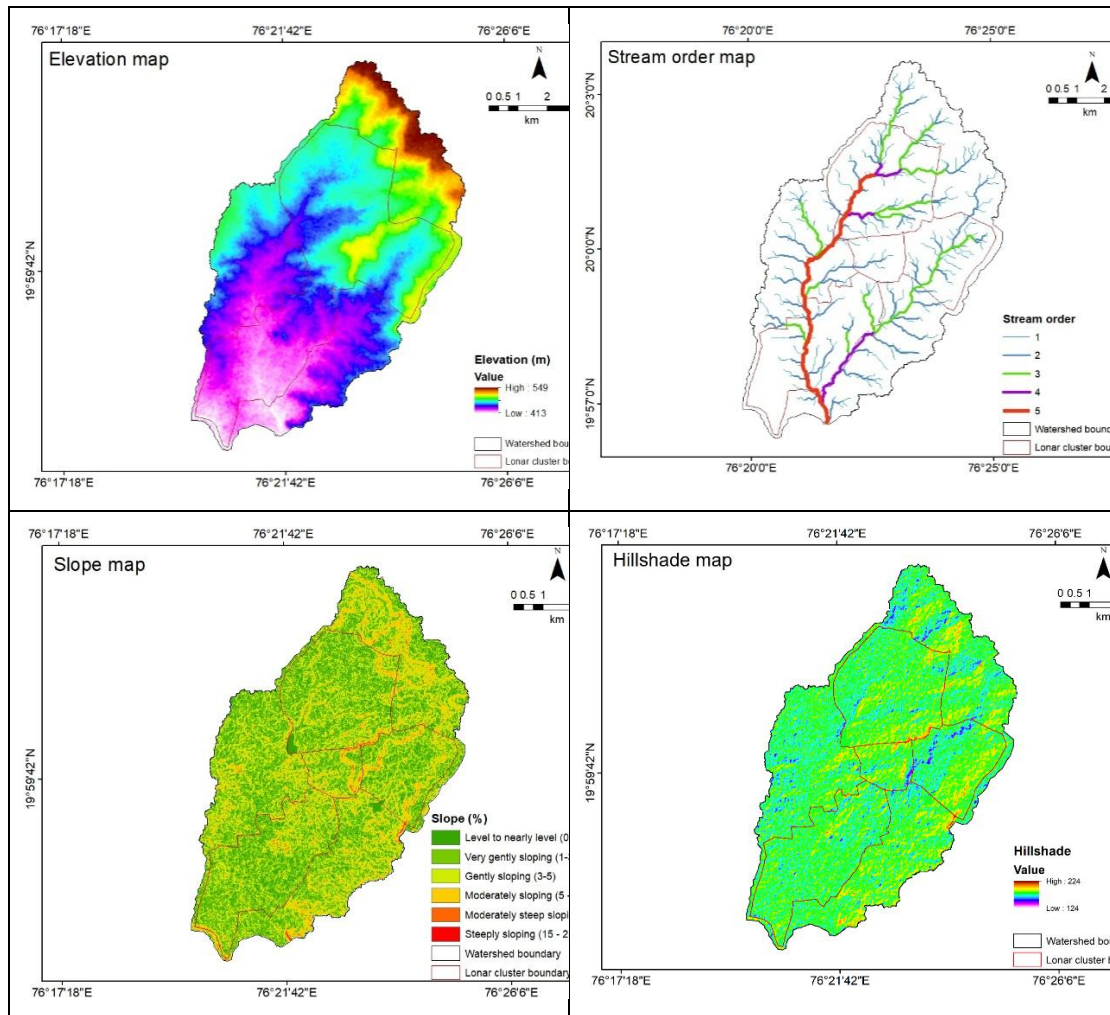 76°17'18"E 76°21'42"E 76°26'6"E
Elevation map
N
0 0.5 1 2
km
19°59'42"N
Elevation (m)
Value
High : 549
Low : 413
Watershed bou
Lonar cluster b
76°17'18"E 76°21'42"E 76°26'6"E
76°20'0"E 76°25'0"E
Stream order map
N
0 0.5 1 2
km
20°3'0"N
20°0'0"N
19°57'0"N
Stream order
1
2
3
4
5
Watershed bound
Lonar cluster bou
76°20'0"E 76°25'0"E
76°17'18"E 76°21'42"E 76°26'6"E
Slope map
N
0 0.5 1
km
19°59'42"N
Slope (%)
Level to nearly level (0
Very gently sloping (1-
Gently sloping (3-5)
Moderately sloping (5 -
Moderately steep slopi
Steeply sloping (15 - 2
Watershed boundary
Lonar cluster boundary
76°17'18"E 76°21'42"E 76°26'6"E
76°17'18"E 76°21'42"E 76°26'6"E
Hillshade map
N
0 0.5 1
km
19°59'42"N
Hillshade
Value
High : 224
Low : 124
Watershed bou
Lonar cluster b
76°17'18"E 76°21'42"E 76°26'6"E